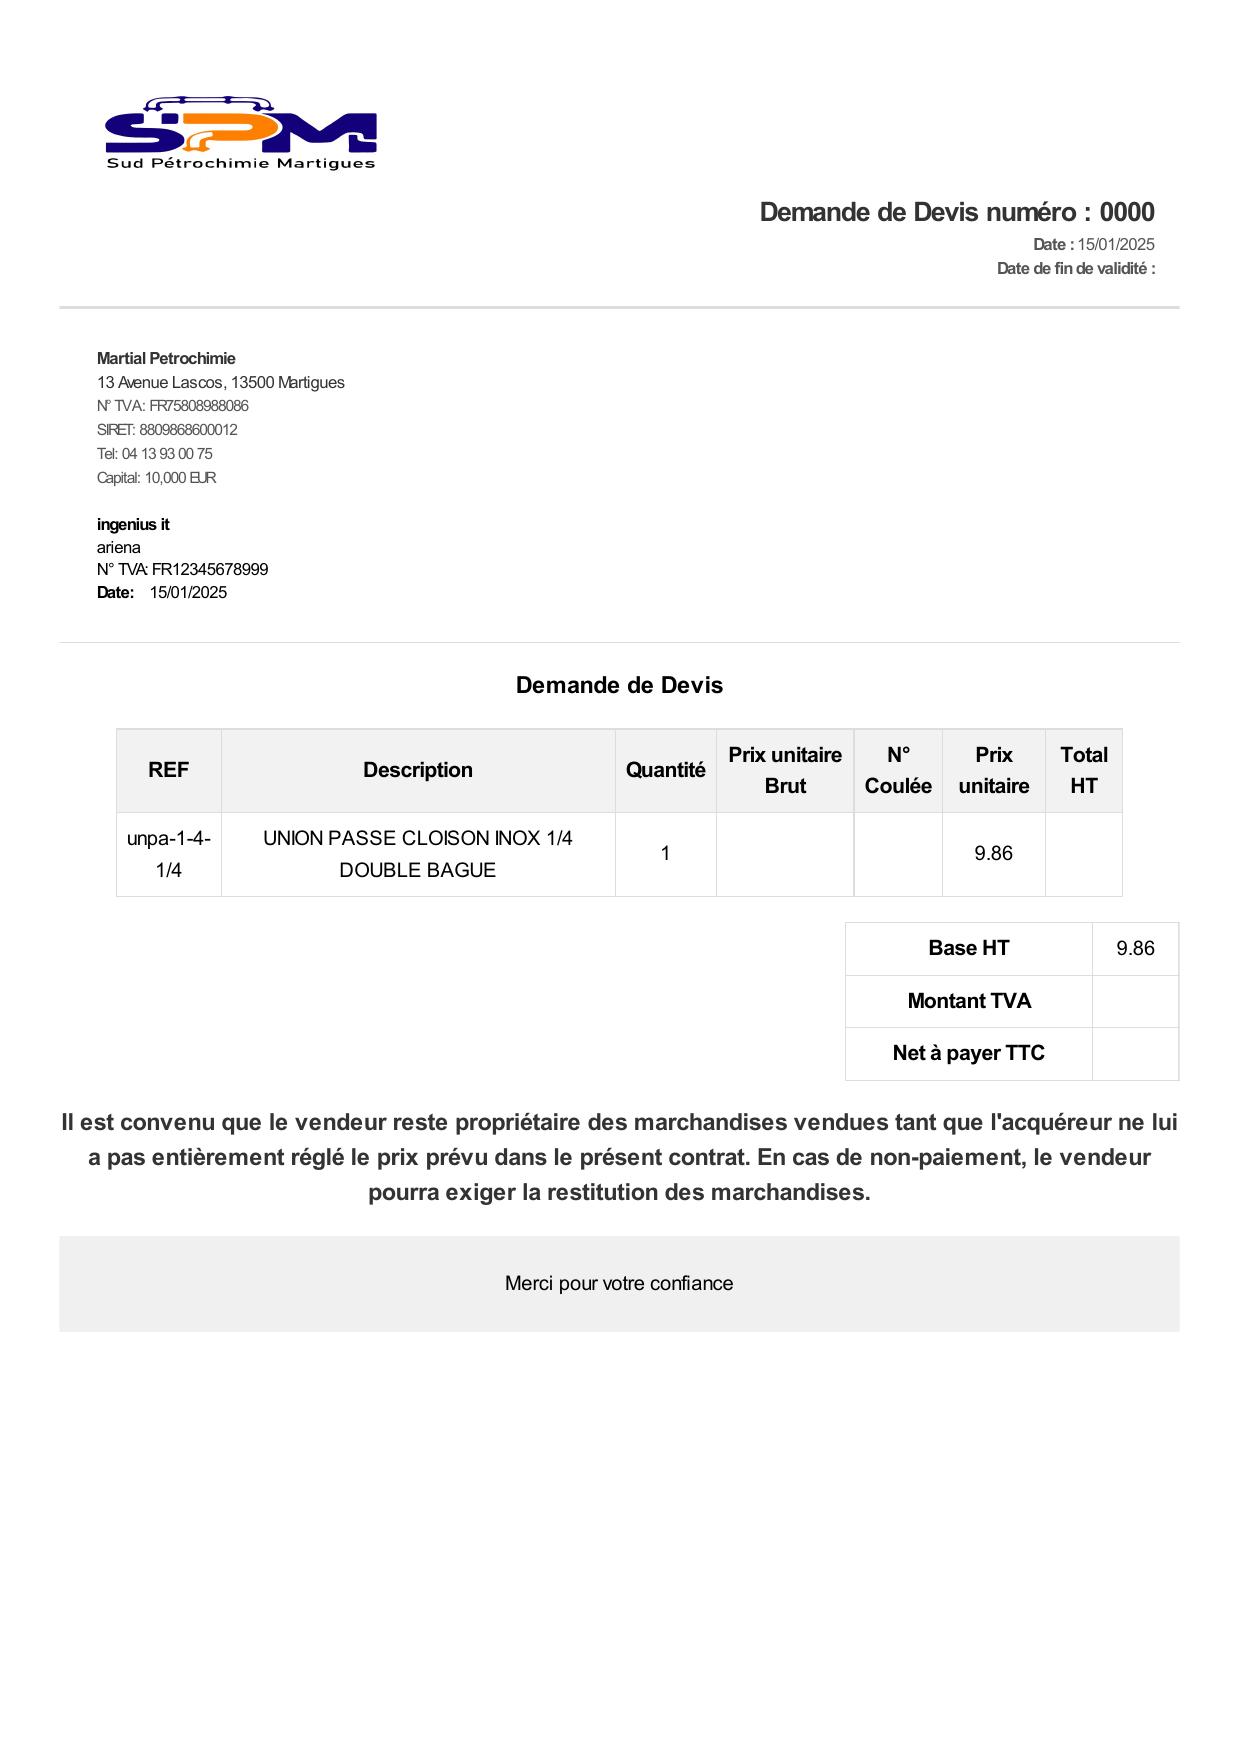 SPM
Sud Pétrochimie Martigues
Demande de Devis numéro : 0000
Date : 15/01/2025
Date de fin de validité :
Martial Petrochimie
13 Avenue Lascos, 13500 Martigues
N° TVA: FR75808988086
SIRET: 8809868600012
Tel: 04 13 93 00 75
Capital: 10,000 EUR
ingenius it
ariena
N° TVA: FR12345678999
Date: 15/01/2025
Demande de Devis
REF Description Quantité Prix unitaire Brut N° Coulée Prix unitaire Total HT
unpa-1-4-1/4 UNION PASSE CLOISON INOX 1/4 DOUBLE BAGUE 1 9.86
Base HT 9.86
Montant TVA
Net à payer TTC
Il est convenu que le vendeur reste propriétaire des marchandises vendues tant que l'acquéreur ne lui
a pas entièrement réglé le prix prévu dans le présent contrat. En cas de non-paiement, le vendeur
pourra exiger la restitution des marchandises.
Merci pour votre confiance